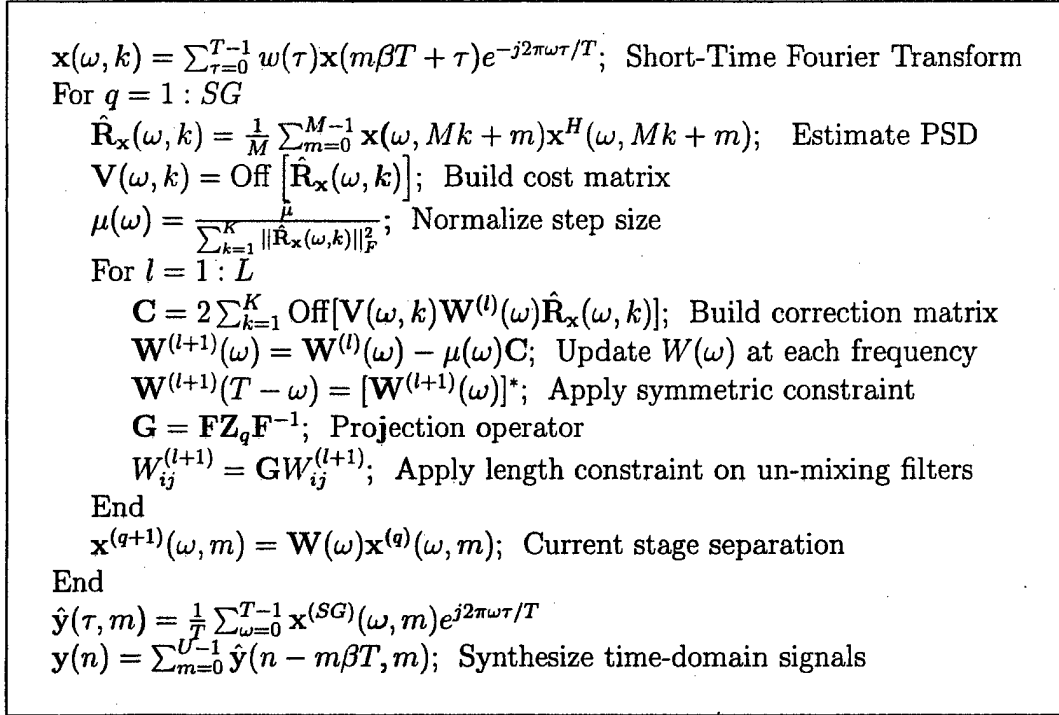 x(ω, k) = ∑_{τ=0}^{T−1} w(τ)x(mβT + τ)e^{−j2πωτ/T}; Short-Time Fourier Transform
For q = 1 : SG
R̂_x(ω, k) = \frac{1}{M} ∑_{m=0}^{M−1} x(ω, Mk + m)x^H(ω, Mk + m); Estimate PSD
V(ω, k) = Off [R̂_x(ω, k)]; Build cost matrix
μ(ω) = \frac{μ̂}{∑_{k=1}^{K} ||R̂_x(ω,k)||_F^2}; Normalize step size
For l = 1 : L
C = 2 ∑_{k=1}^{K} Off[V(ω, k)W^{(l)}(ω)R̂_x(ω, k)]; Build correction matrix
W^{(l+1)}(ω) = W^{(l)}(ω) − μ(ω)C; Update W(ω) at each frequency
W^{(l+1)}(T − ω) = [W^{(l+1)}(ω)]^*; Apply symmetric constraint
G = FZ_qF^{−1}; Projection operator
W_{ij}^{(l+1)} = GW_{ij}^{(l+1)}; Apply length constraint on un-mixing filters
End
x^{(q+1)}(ω, m) = W(ω)x^{(q)}(ω, m); Current stage separation
End
ŷ(τ, m) = \frac{1}{T} ∑_{ω=0}^{T−1} x^{(SG)}(ω, m)e^{j2πωτ/T}
y(n) = ∑_{m=0}^{U−1} ŷ(n − mβT, m); Synthesize time-domain signals